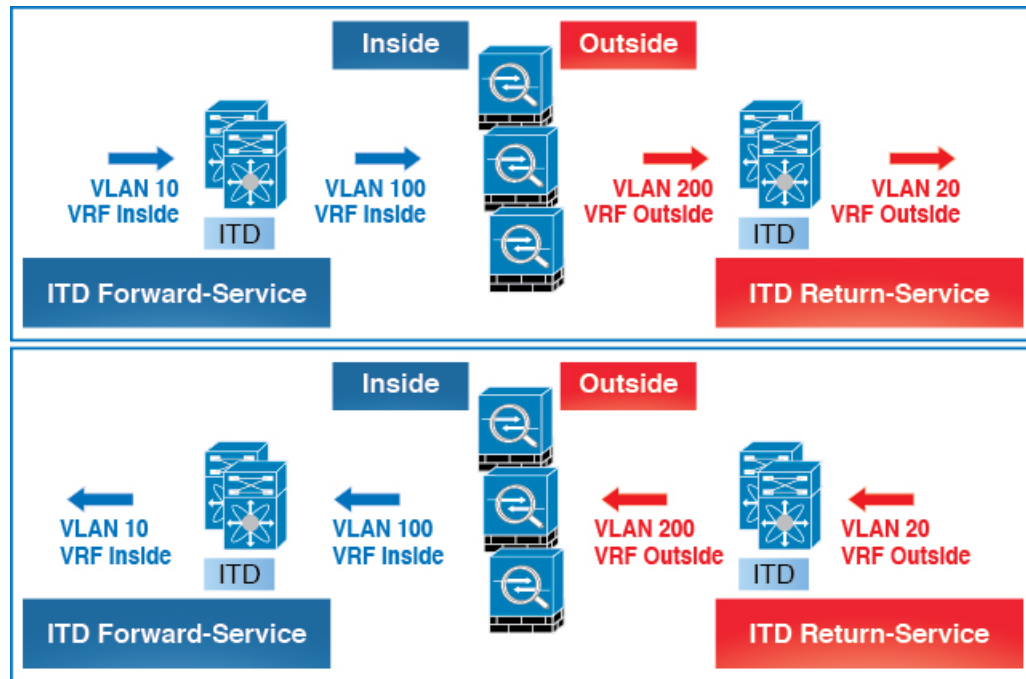 Inside
Outside
VLAN 10
VRF Inside
VLAN 100
VRF Inside
VLAN 200
VRF Outside
VLAN 20
VRF Outside
ITD
ITD
ITD Forward-Service
ITD Return-Service
Inside
Outside
VLAN 10
VRF Inside
VLAN 100
VRF Inside
VLAN 200
VRF Outside
VLAN 20
VRF Outside
ITD
ITD
ITD Forward-Service
ITD Return-Service